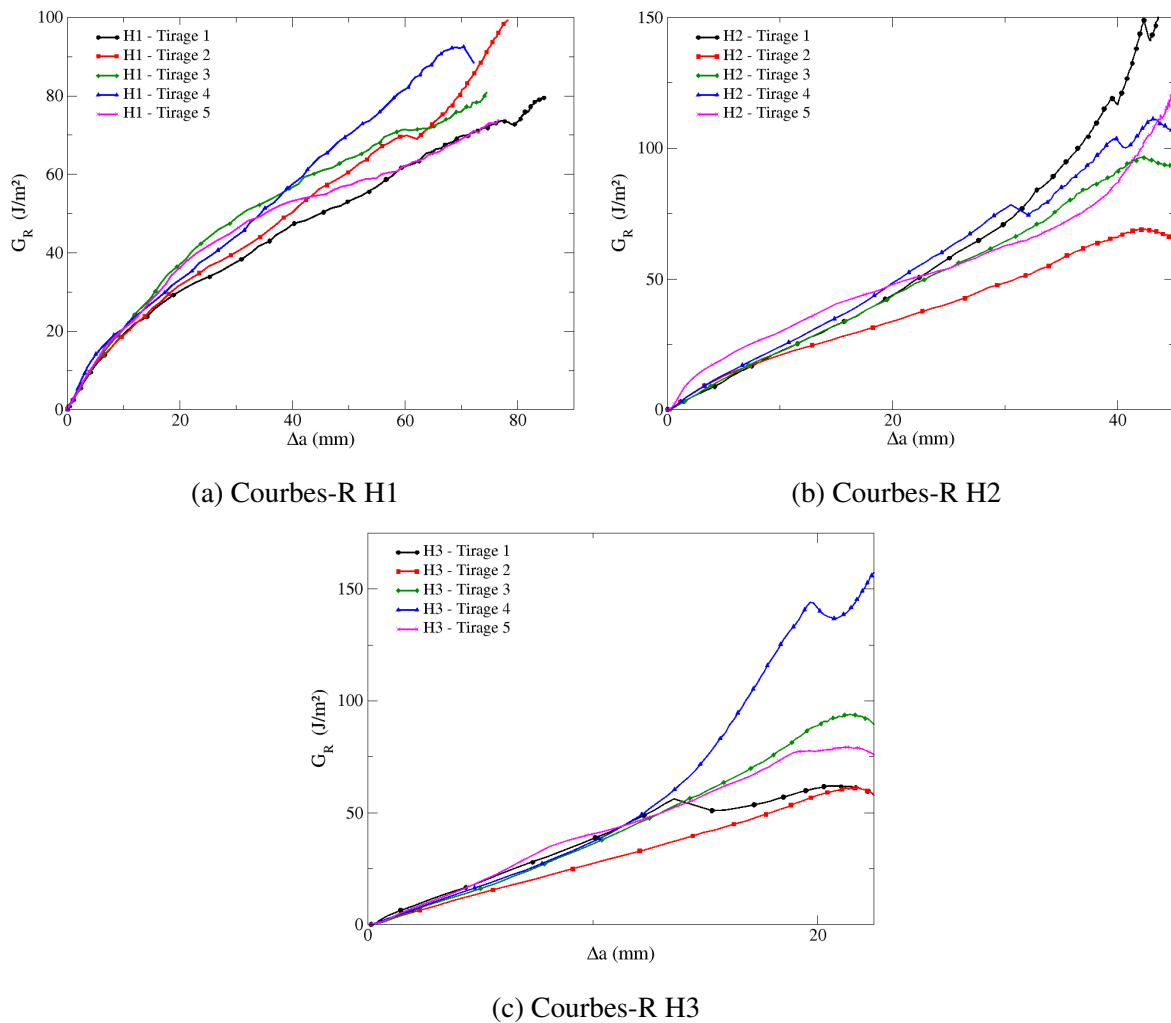 100
80
60
40
20
0
G_R (J/m²)
H1 - Tirage 1
H1 - Tirage 2
H1 - Tirage 3
H1 - Tirage 4
H1 - Tirage 5
0 20 40 60 80
Δa (mm)
(a) Courbes-R H1
150
100
50
0
G_R (J/m²)
H2 - Tirage 1
H2 - Tirage 2
H2 - Tirage 3
H2 - Tirage 4
H2 - Tirage 5
0 20 40
Δa (mm)
(b) Courbes-R H2
150
100
50
0
G_R (J/m²)
H3 - Tirage 1
H3 - Tirage 2
H3 - Tirage 3
H3 - Tirage 4
H3 - Tirage 5
0 20
Δa (mm)
(c) Courbes-R H3